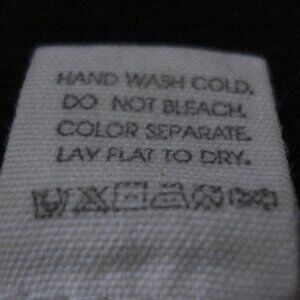 HAND WASH COLD.
DO NOT BLEACH.
COLOR SEPARATE.
LAY FLAT TO DRY.